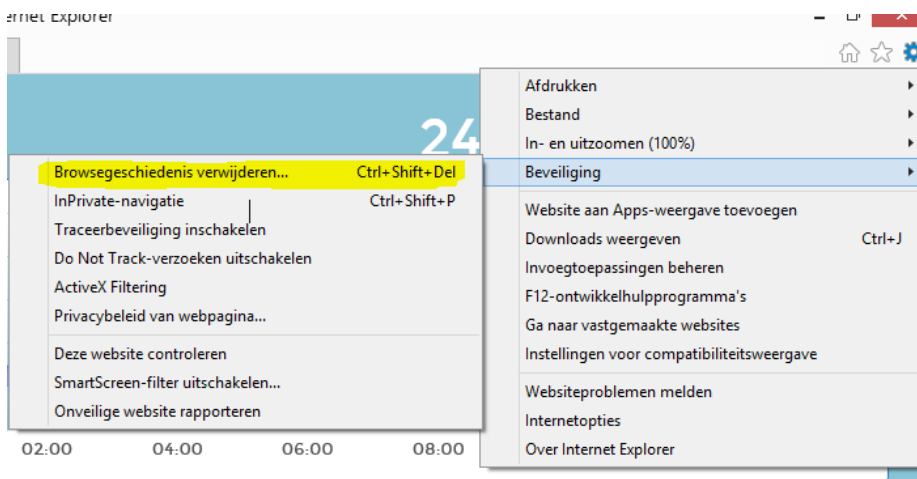 ernet Explorer
24
Afdrukken
Bestand
In- en uitzoomen (100%)
Beveiliging
Website aan Apps-weergave toevoegen
Downloads weergeven Ctrl+J
Invoegtoepassingen beheren
F12-ontwikkelhulpprogramma's
Ga naar vastgemaakte websites
Instellingen voor compatibiliteitsweergave
Websiteproblemen melden
Internetopties
Over Internet Explorer
Browsegeschiedenis verwijderen... Ctrl+Shift+Del
InPrivate-navigatie Ctrl+Shift+P
Traceerbeveiliging inschakelen
Do Not Track-verzoeken uitschakelen
ActiveX Filtering
Privacybeleid van webpagina...
Deze website controleren
SmartScreen-filter uitschakelen...
Onveilige website rapporteren
02:00 04:00 06:00 08:00